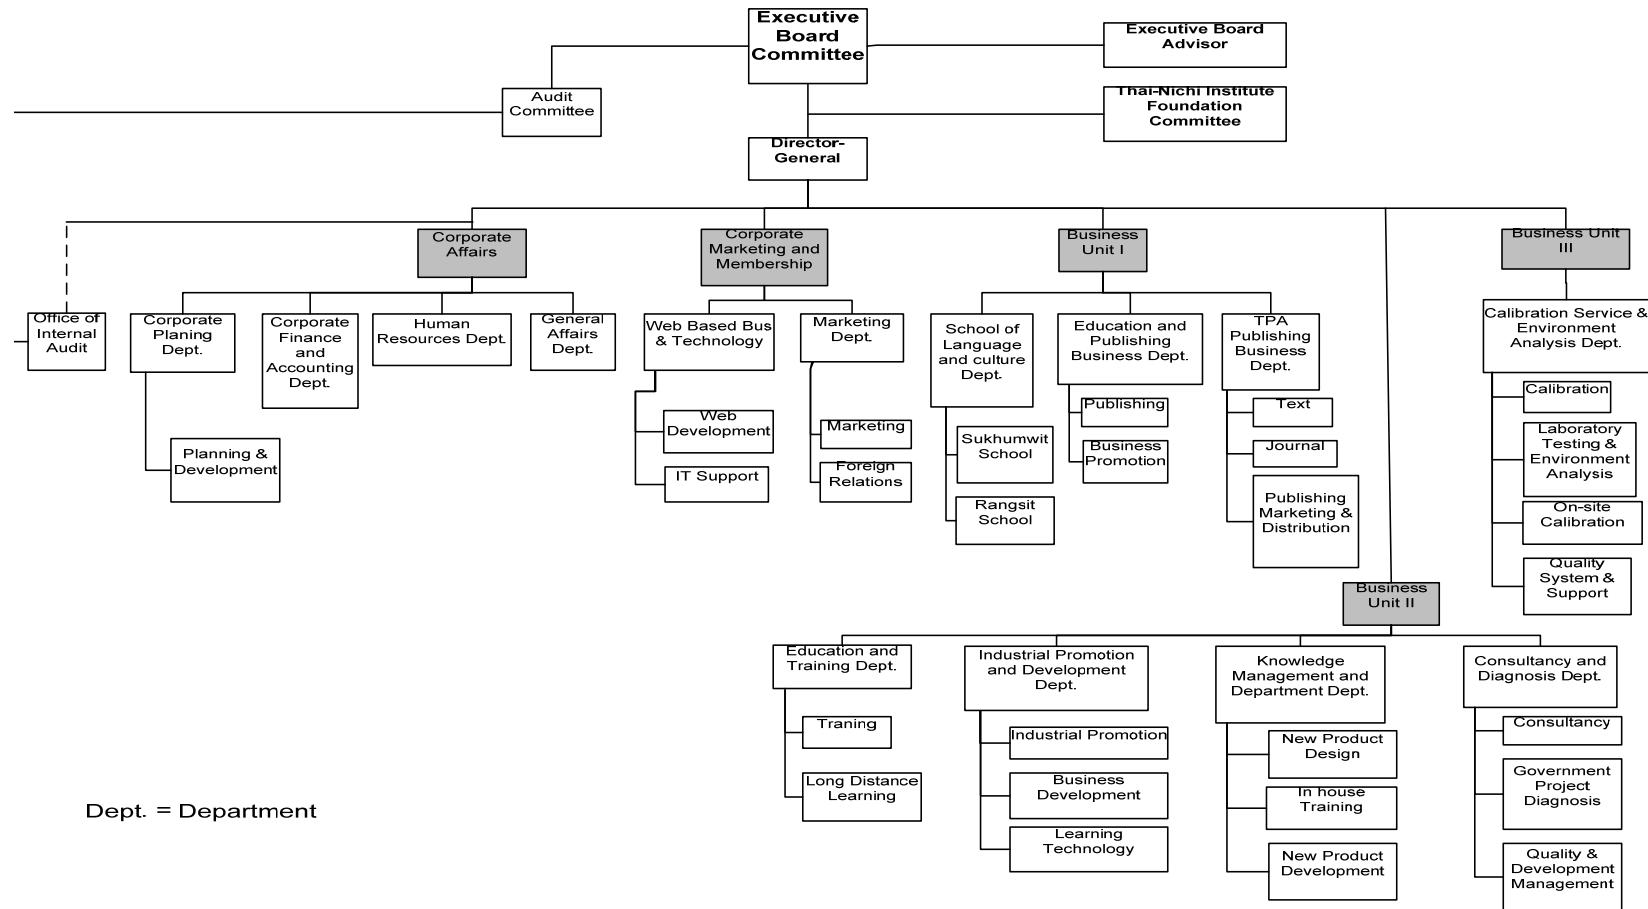 Executive
Board
Committee
Executive Board
Advisor
Audit
Committee
Thai-Nichi Institute
Foundation
Committee
Director-
General
Corporate
Affairs
Corporate
Marketing and
Membership
Business
Unit I
Business Unit
III
Office of
Internal
Audit
Corporate
Planing
Dept.
Corporate
Finance
and
Accounting
Dept.
Human
Resources Dept.
General
Affairs
Dept.
Web Based Bus
& Technology
Marketing
Dept.
School of
Language
and culture
Dept.
Education and
Publishing
Business Dept.
TPA
Publishing
Business
Dept.
Calibration Service &
Environment
Analysis Dept.
Planning &
Development
Web
Development
IT Support
Marketing
Foreign
Relations
Sukhumwit
School
Rangsit
School
Publishing
Business
Promotion
Text
Journal
Publishing
Marketing &
Distribution
Calibration
Laboratory
Testing &
Environment
Analysis
On-site
Calibration
Quality
System &
Support
Business
Unit II
Education and
Training Dept.
Industrial Promotion
and Development
Dept.
Knowledge
Management and
Department Dept.
Consultancy and
Diagnosis Dept.
Traning
Long Distance
Learning
Industrial Promotion
Business
Development
Learning
Technology
New Product
Design
In house
Training
New Product
Development
Consultancy
Government
Project
Diagnosis
Quality &
Development
Management
Dept. = Department